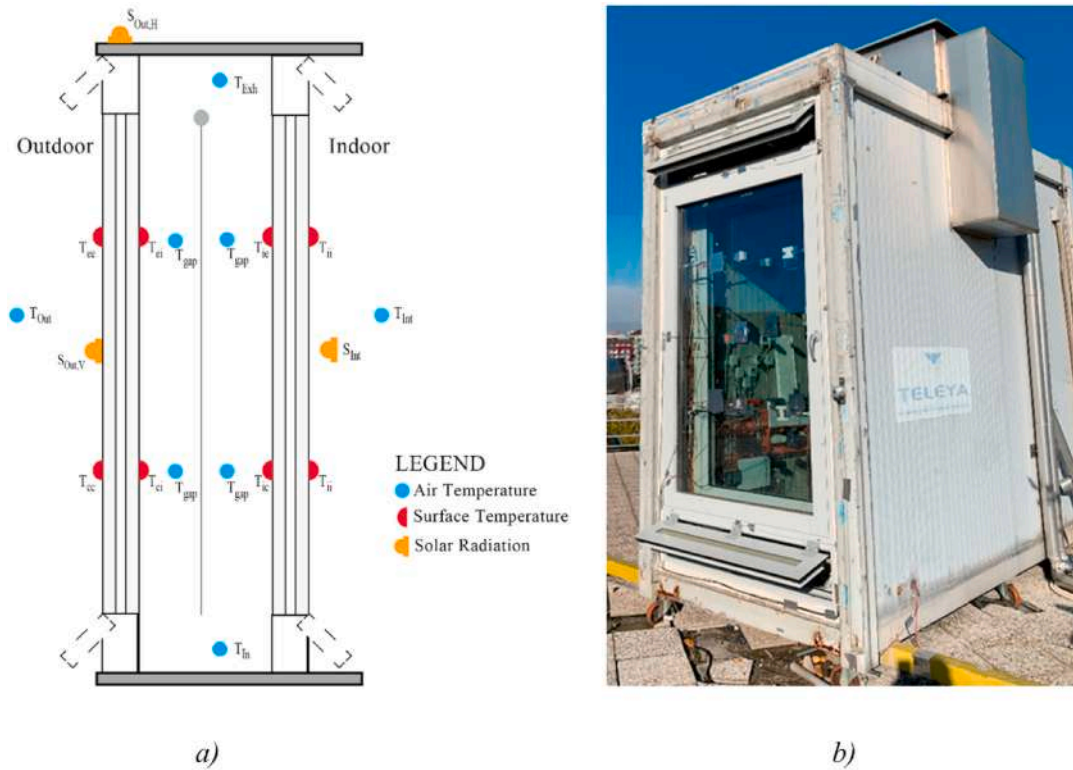 S_Out,H
T_Exh
Outdoor
Indoor
T_ee T_ei T_gap T_gap T_ie T_ii
T_Out
T_Int
S_Out,V
S_Int
LEGEND
Air Temperature
Surface Temperature
Solar Radiation
T_ee T_ei T_gap T_gap T_ie T_ii
T_In
TELEYA
a)
b)